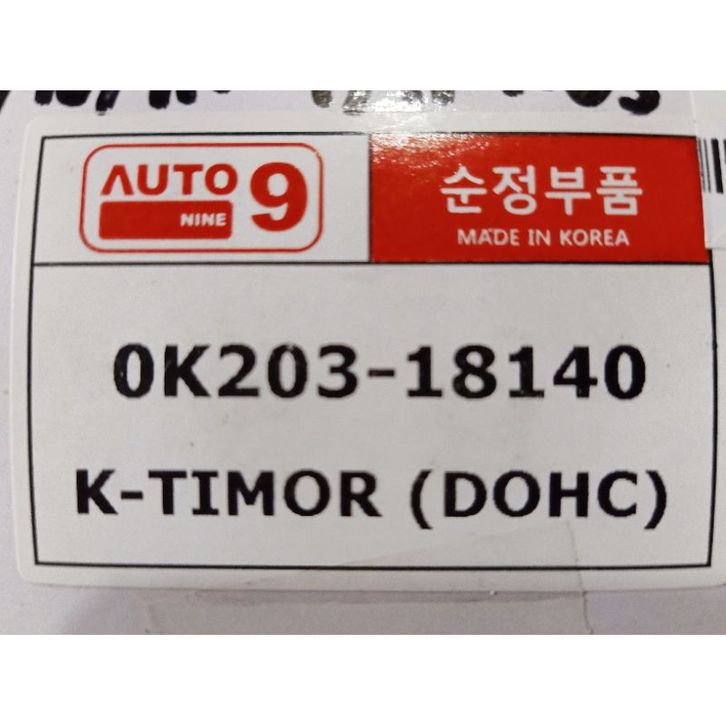 AUTO 9
NINE
순정부품
MADE IN KOREA
0K203-18140
K-TIMOR (DOHC)